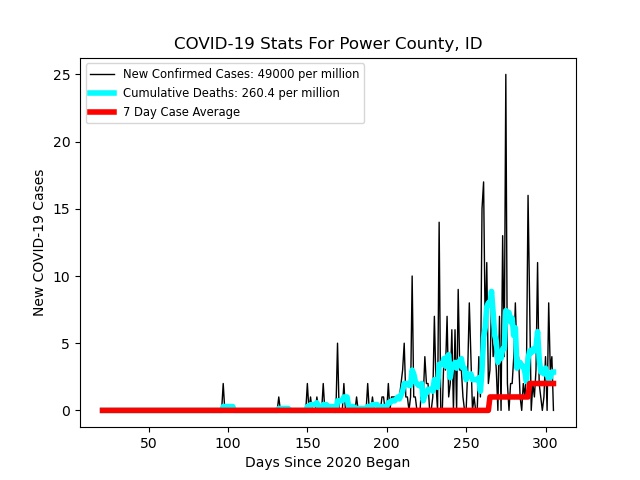 COVID-19 Stats For Power County, ID
New Confirmed Cases: 49000 per million
Cumulative Deaths: 260.4 per million
7 Day Case Average
New COVID-19 Cases
25
20
15
10
5
0
50 100 150 200 250 300
Days Since 2020 Began